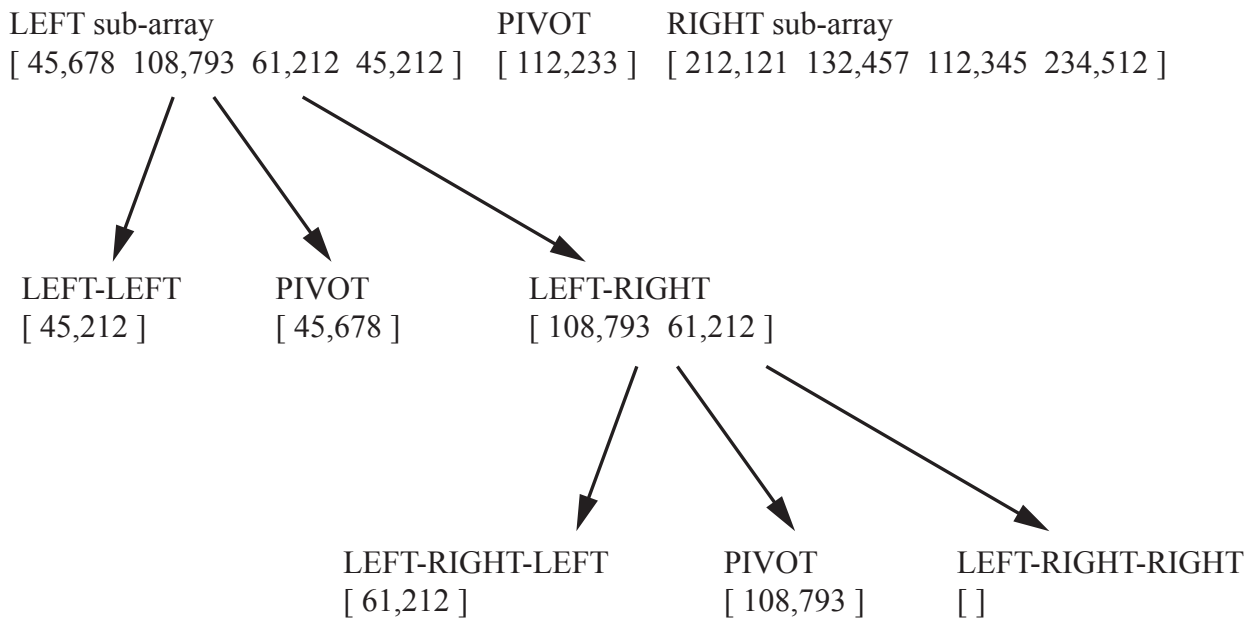 LEFT sub-array PIVOT RIGHT sub-array
[ 45,678 108,793 61,212 45,212 ] [ 112,233 ] [ 212,121 132,457 112,345 234,512 ]
LEFT-LEFT PIVOT LEFT-RIGHT
[ 45,212 ] [ 45,678 ] [ 108,793 61,212 ]
LEFT-RIGHT-LEFT PIVOT LEFT-RIGHT-RIGHT
[ 61,212 ] [ 108,793 ] [ ]